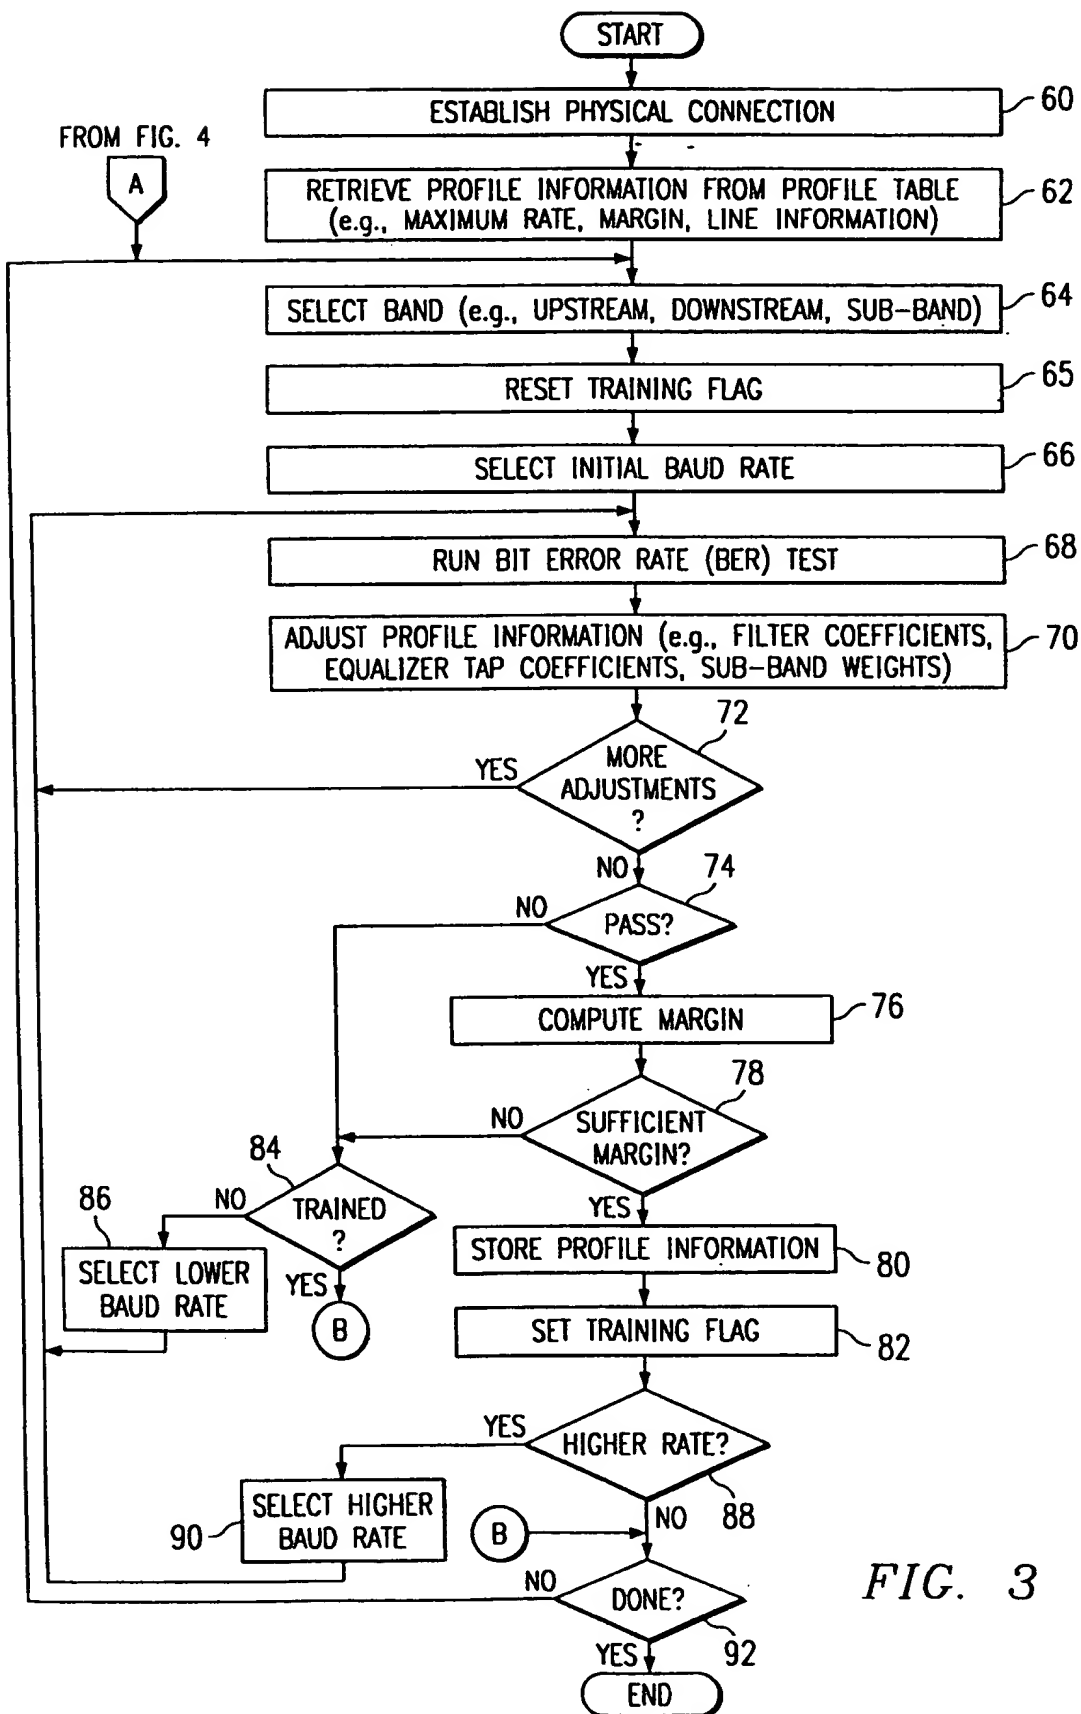 START
ESTABLISH PHYSICAL CONNECTION
60
FROM FIG. 4
A
RETRIEVE PROFILE INFORMATION FROM PROFILE TABLE
(e.g., MAXIMUM RATE, MARGIN, LINE INFORMATION)
62
SELECT BAND (e.g., UPSTREAM, DOWNSTREAM, SUB-BAND)
64
RESET TRAINING FLAG
65
SELECT INITIAL BAUD RATE
66
RUN BIT ERROR RATE (BER) TEST
68
ADJUST PROFILE INFORMATION (e.g., FILTER COEFFICIENTS,
EQUALIZER TAP COEFFICIENTS, SUB-BAND WEIGHTS)
70
72
YES
MORE
ADJUSTMENTS
?
NO
74
NO
PASS?
YES
COMPUTE MARGIN
76
78
NO
SUFFICIENT
MARGIN?
YES
84
NO
TRAINED
?
YES
B
86
SELECT LOWER
BAUD RATE
STORE PROFILE INFORMATION
80
SET TRAINING FLAG
82
YES
HIGHER RATE?
88
NO
SELECT HIGHER
BAUD RATE
90
B
NO
DONE?
92
YES
END
FIG. 3